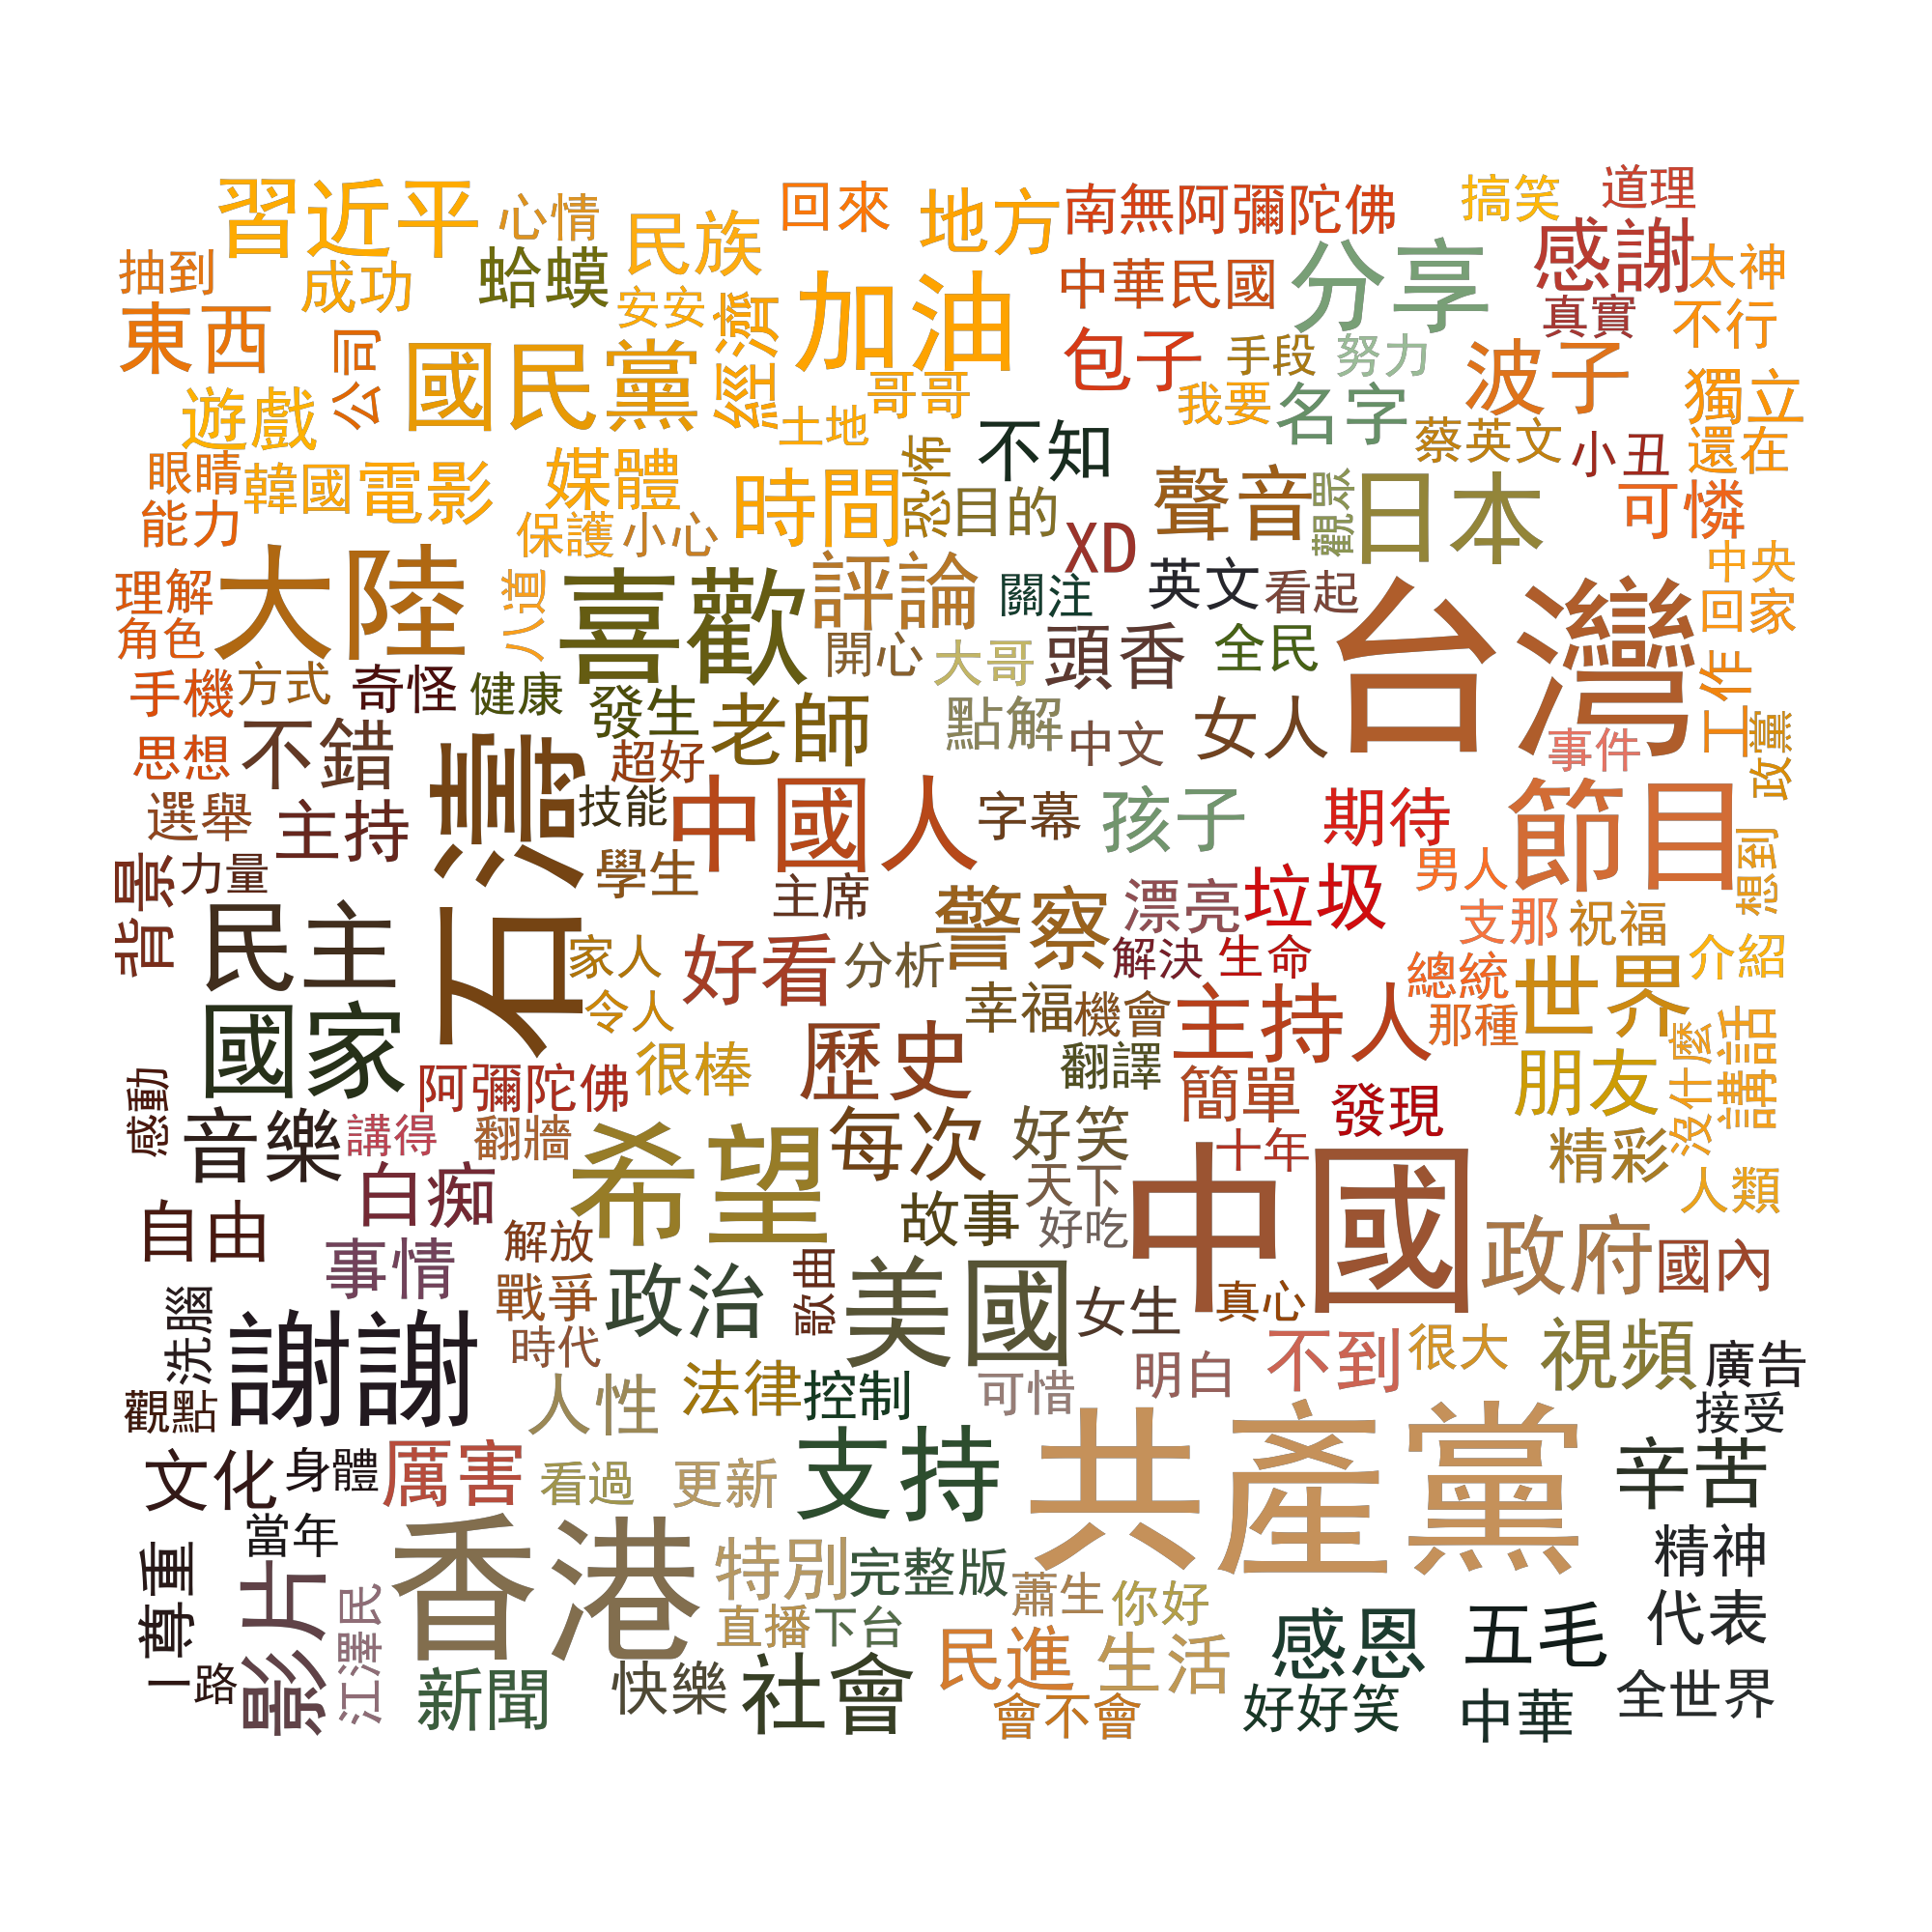 習近平
心情
民族
回來
地方
南無阿彌陀佛
搞笑
道理
抽到
成功
蛤蟆
安安
經濟
加油
中華民國
分享
感謝
太神
東西
公司
國民黨
哥哥
包子
手段
努力
真實
不行
遊戲
土地
我要
名字
波子
獨立
眼睛
韓國
電影
媒體
時間
恐怖
不知
聲音
觀眾
日本
蔡英文
小丑
還在
能力
保護
小心
目的
XD
可憐
大陸
八道
喜歡
評論
關注
英文
看起
台灣
中央
理解
回家
角色
開心
大哥
頭香
全民
工作
手機
方式
奇怪
健康
發生
老師
點解
中文
女人
事件
政黨
思想
不錯
石濤
超好
選舉
主持
技能
中國人
字幕
孩子
期待
節目
想到
背景
力量
學生
主席
警察
漂亮
垃圾
男人
支那
祝福
民主
家人
好看
分析
解決
生命
總統
世界
介紹
國家
令人
幸福
機會
主持人
那種
沒什麼
講話
感動
阿彌陀佛
很棒
歷史
翻譯
簡單
發現
朋友
音樂
講得
翻牆
希望
每次
好笑
十年
精彩
白痴
天下
中國
人類
自由
解放
故事
好吃
政府
國內
事情
戰爭
政治
歌曲
美國
女生
真心
洗腦
謝謝
時代
不到
很大
視頻
廣告
觀點
人性
法律
控制
可惜
明白
接受
文化
身體
厲害
看過
更新
支持
共產黨
辛苦
當年
香港
特別
完整版
精神
尊重
影片
江澤民
直播
下台
蕭生
你好
代表
一路
新聞
快樂
社會
民進
生活
感恩
五毛
會不會
好好笑
中華
全世界